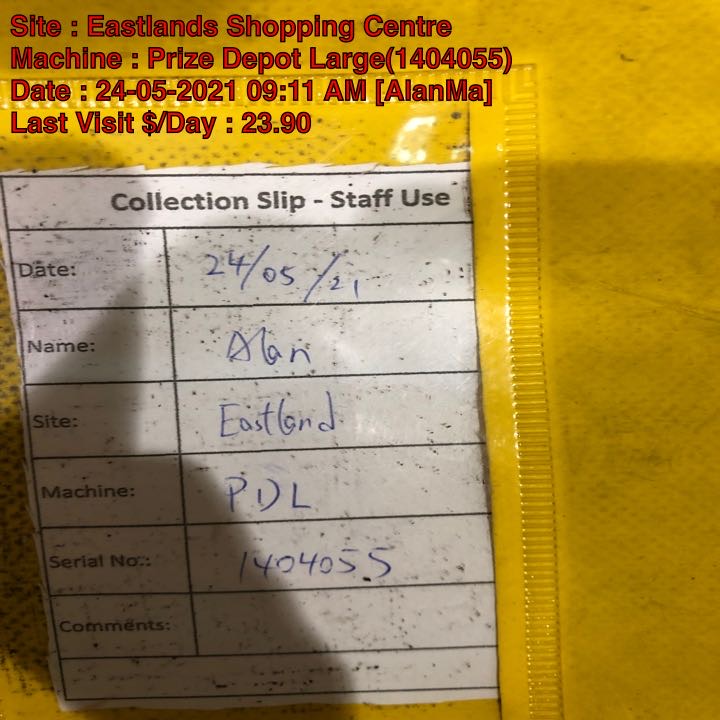 Site : Eastlands Shopping Centre
Machine : Prize Depot Large(1404055)
Date : 24-05-2021 09:11 AM [AlanMa]
Last Visit $/Day : 23.90
Collection Slip - Staff Use
Date: 24/05/21
Name: Alan
Site: Eastland
Machine: PDL
Serial No.: 1404055
Comments: